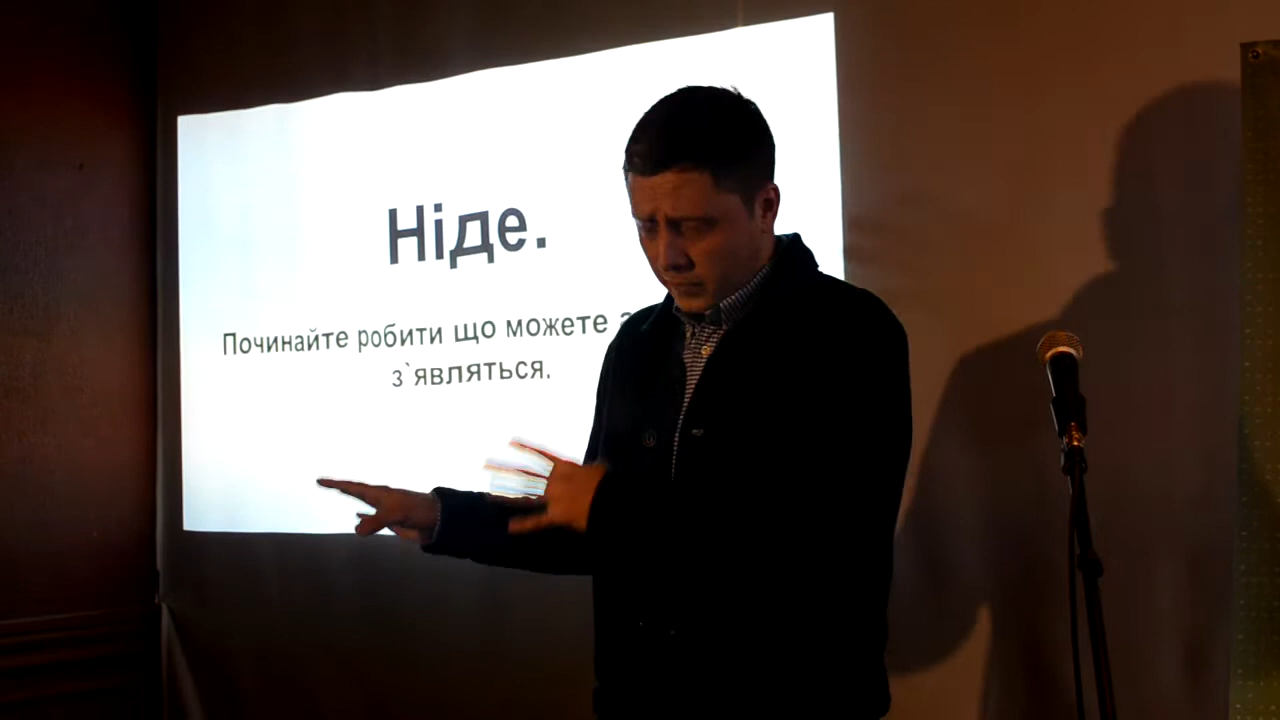 Ніде.
Починайте робити що можете
з`являться.